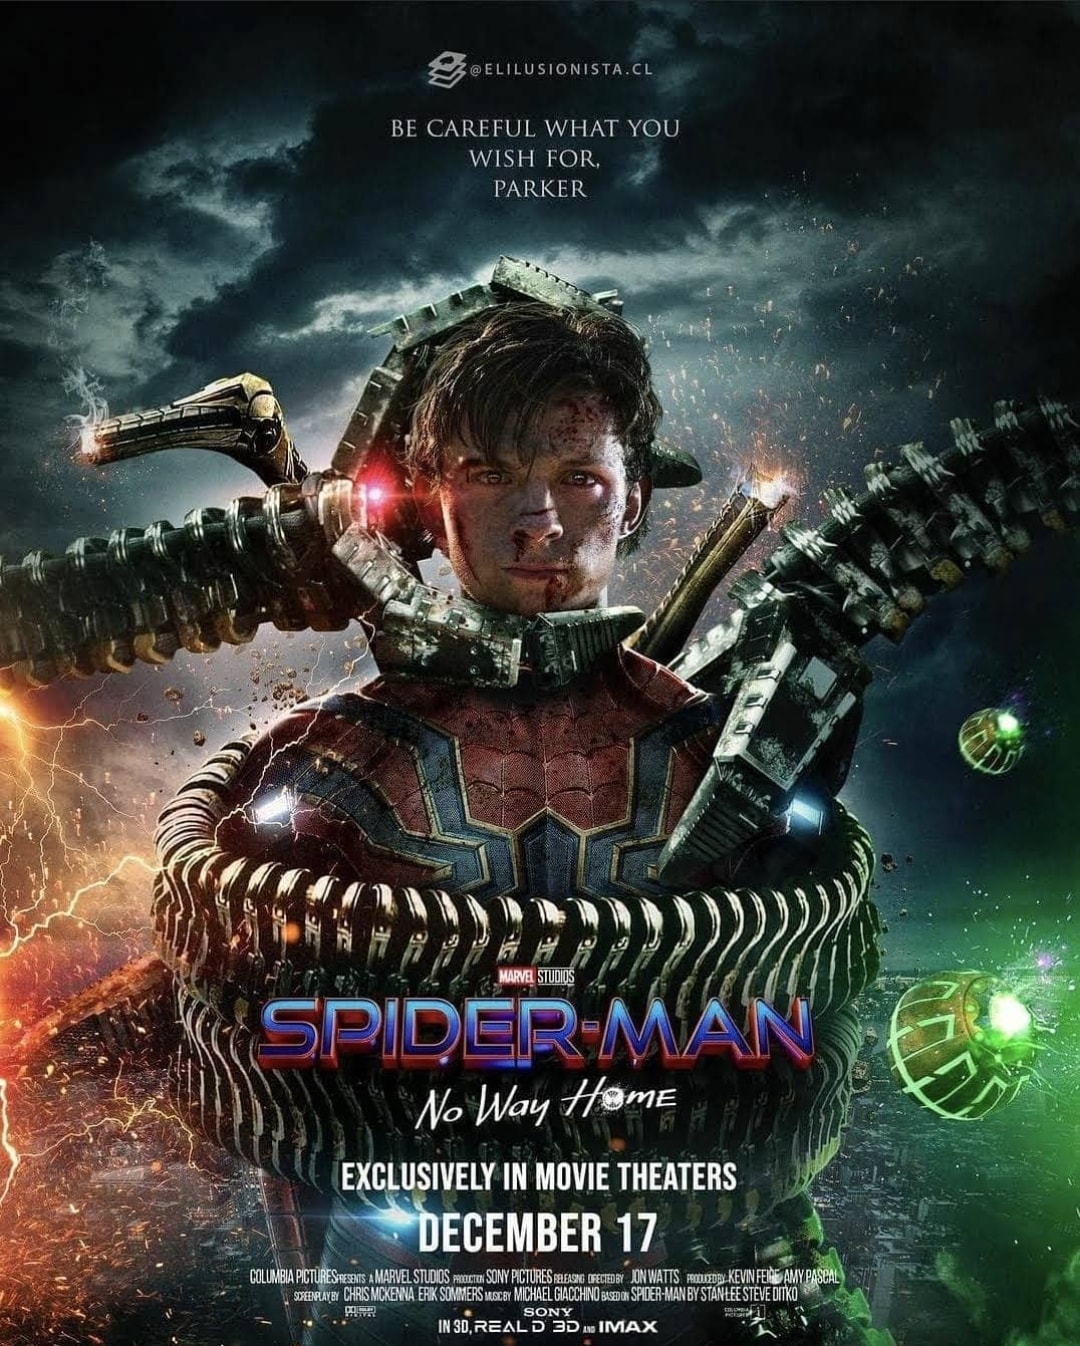 @ELILUSIONISTA.CL
BE CAREFUL WHAT YOU
WISH FOR,
PARKER
MARVEL STUDIOS
SPIDER-MAN
NO WAY HOME
EXCLUSIVELY IN MOVIE THEATERS
DECEMBER 17
COLUMBIA PICTURES PRESENTS A MARVEL STUDIOS PRODUCTION SONY PICTURES RELEASING DIRECTED BY JON WATTS PRODUCED BY KEVIN FEIGE AMY PASCAL
SCREENPLAY BY CHRIS MCKENNA ERIK SOMMERS MUSIC BY MICHAEL GIACCHINO BASED ON SPIDER-MAN BY STAN LEE STEVE DITKO
SONY
IN 3D, REAL D 3D AND IMAX